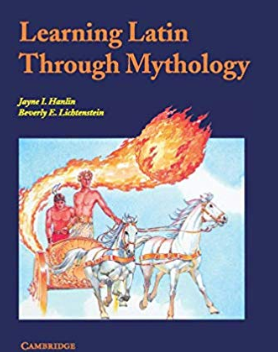 Learning Latin
Through Mythology
Jayne I. Hanlin
Beverly E. Lichtenstein
CAMBRIDGE